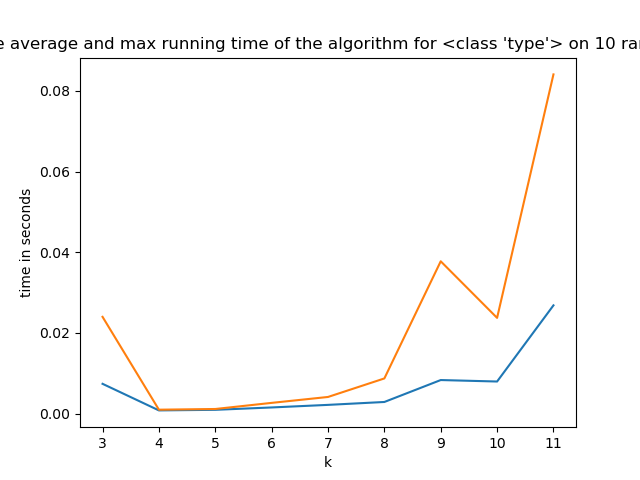 e average and max running time of the algorithm for <class 'type'> on 10 ra
0.08
0.06
0.04
0.02
0.00
time in seconds
3 4 5 6 7 8 9 10 11
k